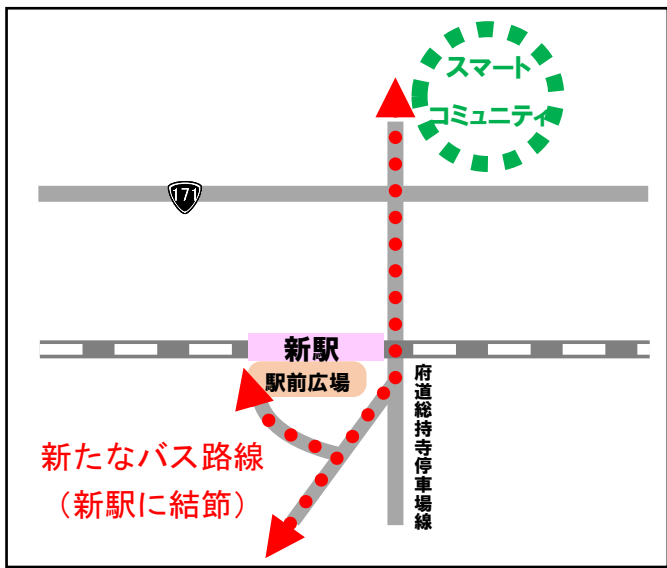 スマート
コミュニティ
171
新駅
駅前広場
府道総持寺停車場線
新たなバス路線
(新駅に結節)